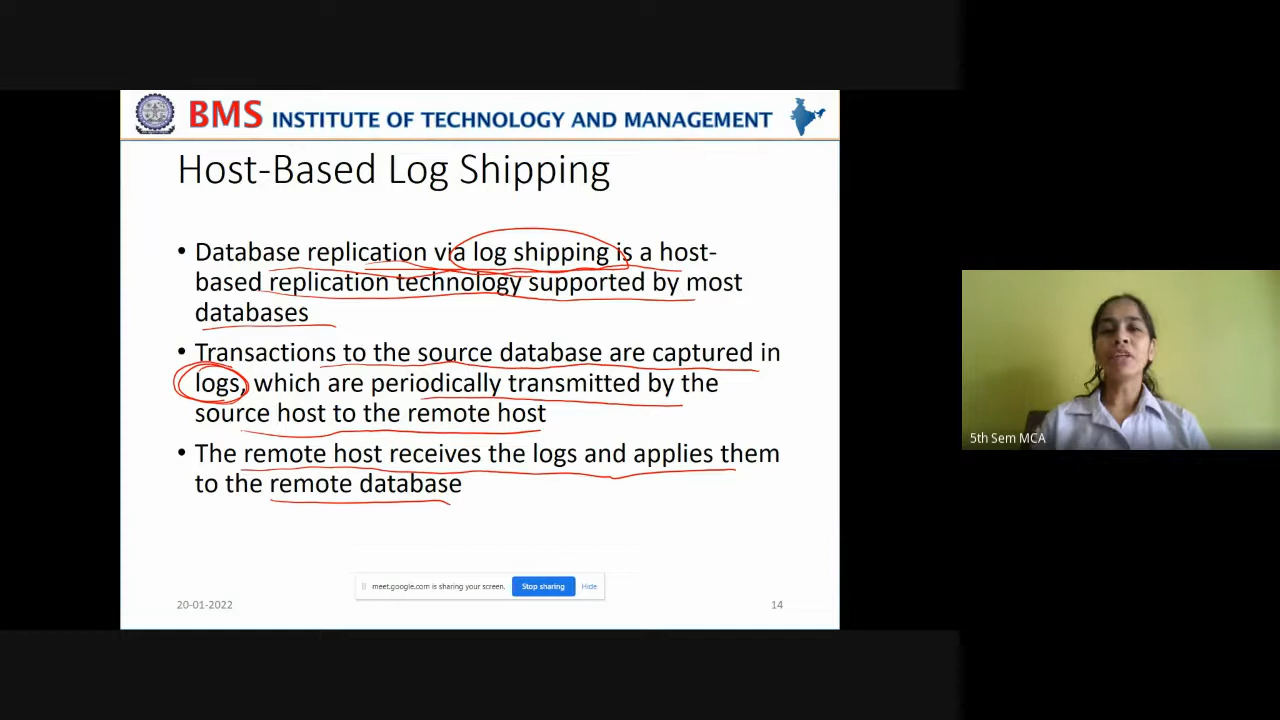 BMS INSTITUTE OF TECHNOLOGY AND MANAGEMENT
Host-Based Log Shipping
• Database replication via log shipping is a host-
based replication technology supported by most
databases
• Transactions to the source database are captured in
logs, which are periodically transmitted by the
source host to the remote host
• The remote host receives the logs and applies them
to the remote database
5th Sem MCA
meet.google.com is sharing your screen. Stop sharing Hide
20-01-2022 14